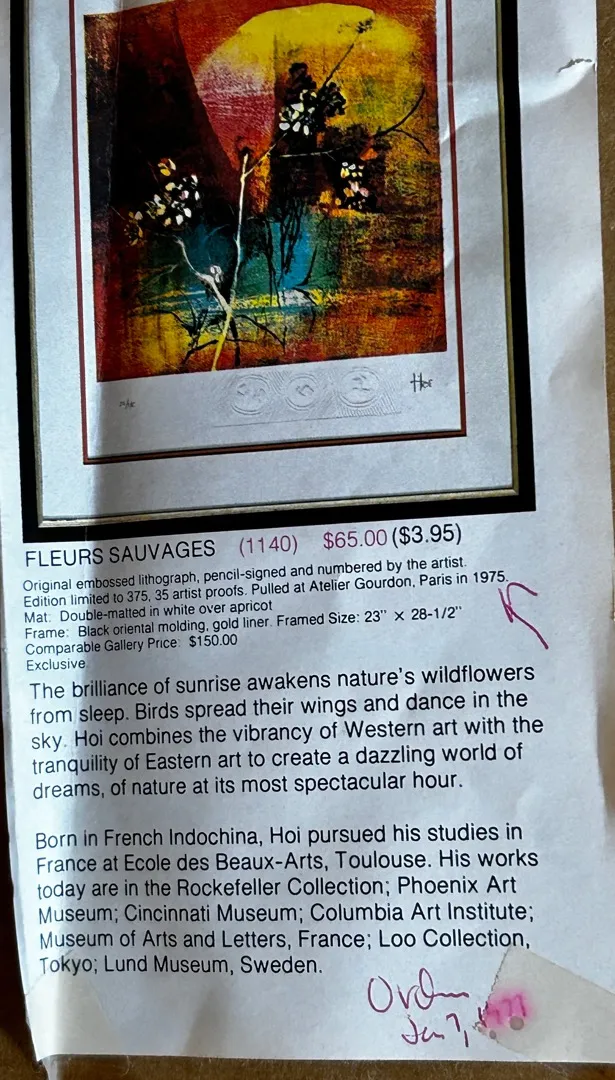 Hoi
FLEURS SAUVAGES (1140) $65.00 ($3.95)
Original embossed lithograph, pencil-signed and numbered by the artist.
Edition limited to 375, 35 artist proofs. Pulled at Atelier Gourdon, Paris in 1975.
Mat: Double-matted in white over apricot
Frame: Black oriental molding, gold liner. Framed Size: 23" × 28-1/2"
Comparable Gallery Price: $150.00
Exclusive.
The brilliance of sunrise awakens nature's wildflowers
from sleep. Birds spread their wings and dance in the
sky. Hoi combines the vibrancy of Western art with the
tranquility of Eastern art to create a dazzling world of
dreams, of nature at its most spectacular hour.
Born in French Indochina, Hoi pursued his studies in
France at Ecole des Beaux-Arts, Toulouse. His works
today are in the Rockefeller Collection; Phoenix Art
Museum; Cincinnati Museum; Columbia Art Institute;
Museum of Arts and Letters, France; Loo Collection,
Tokyo; Lund Museum, Sweden.
Jan 7,